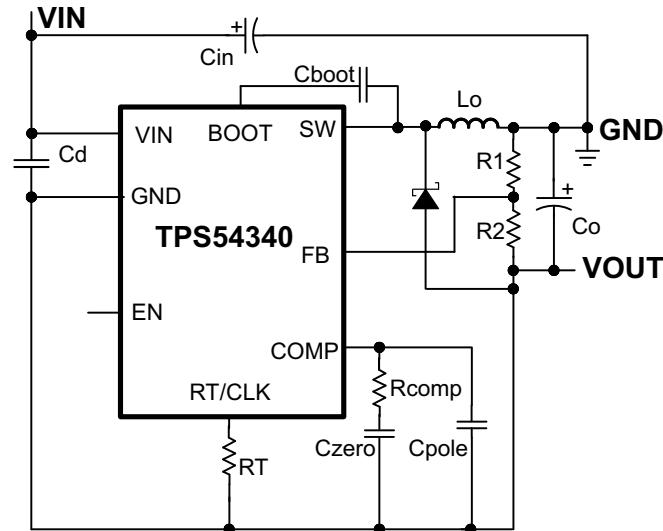 VIN
+
Cin
Cboot
Lo
VIN
BOOT
SW
GND
Cd
R1
GND
+
TPS54340
R2
Co
FB
VOUT
EN
COMP
Rcomp
RT/CLK
Czero
Cpole
RT